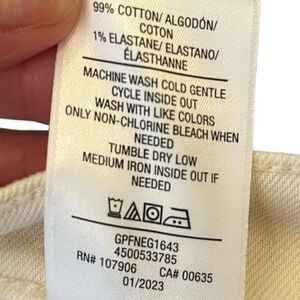 99% COTTON/ ALGODÓN/
COTON
1% ELASTANE/ ELASTANO/
ÉLASTHANNE
MACHINE WASH COLD GENTLE
CYCLE INSIDE OUT
WASH WITH LIKE COLORS
ONLY NON-CHLORINE BLEACH WHEN
NEEDED
TUMBLE DRY LOW
MEDIUM IRON INSIDE OUT IF
NEEDED
GPFNEG1643
4500533785
RN# 107906 CA# 00635
01/2023